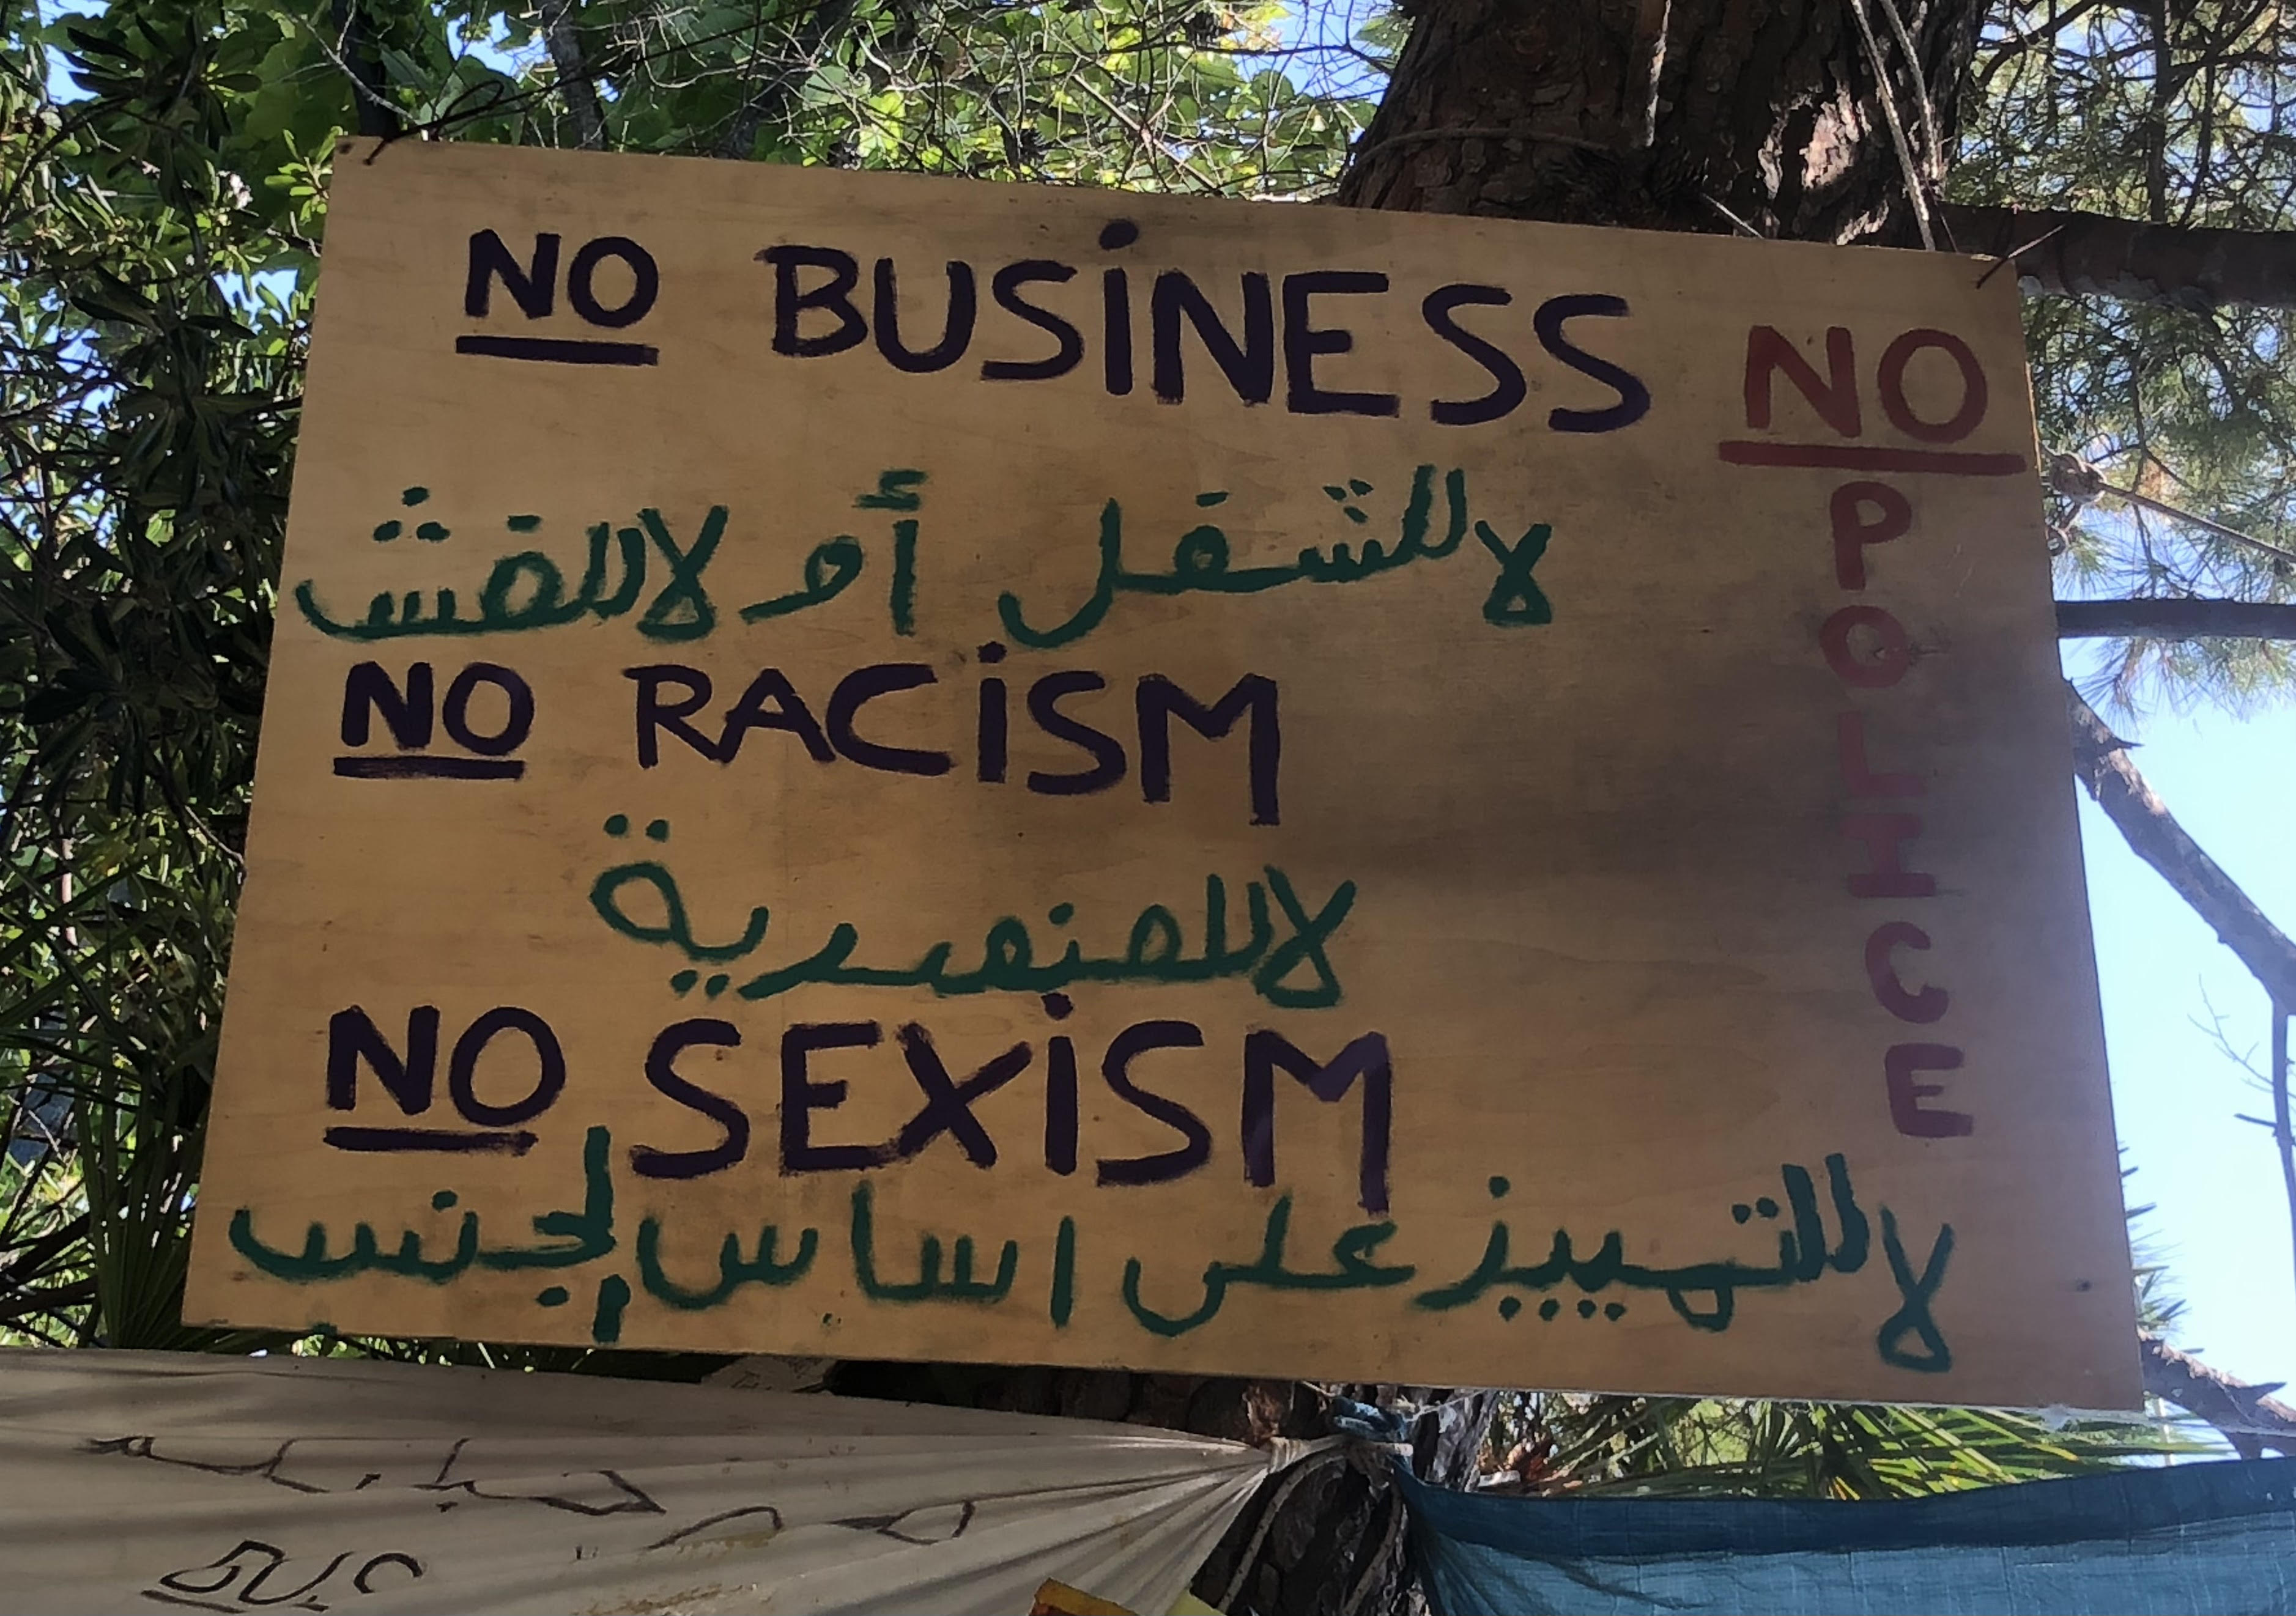 NO BUSINESS
لا للشغل أو لا للغش
NO RACISM
لا للعنصرية
NO SEXISM
لا للتمييز على اساس الجنس
NO
POLICE